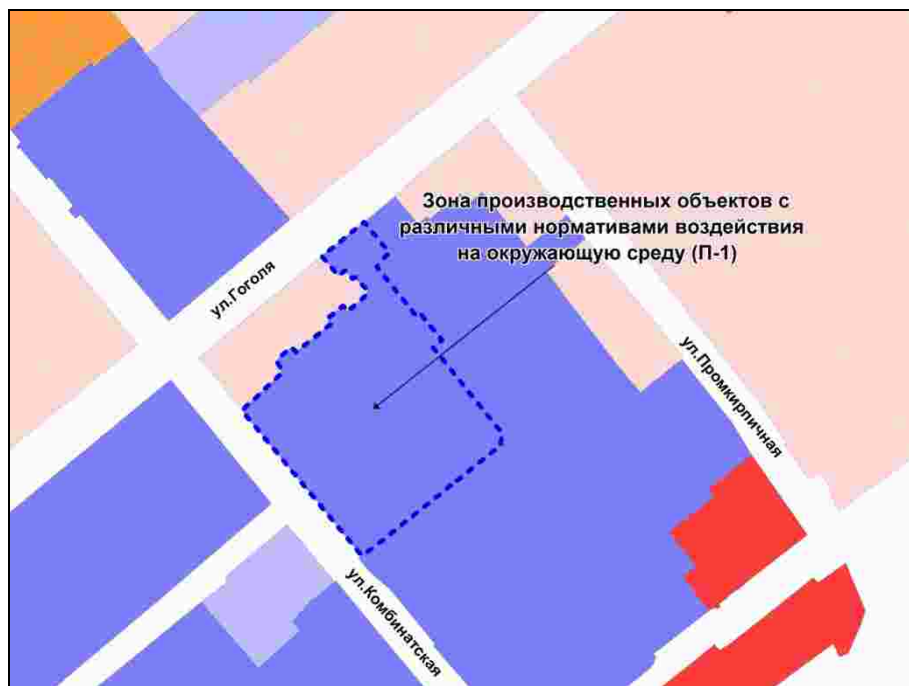 Зона производственных объектов с
различными нормативами воздействия
на окружающую среду (П-1)
ул.Гоголя
ул.Промкирпичная
ул.Комбинатская